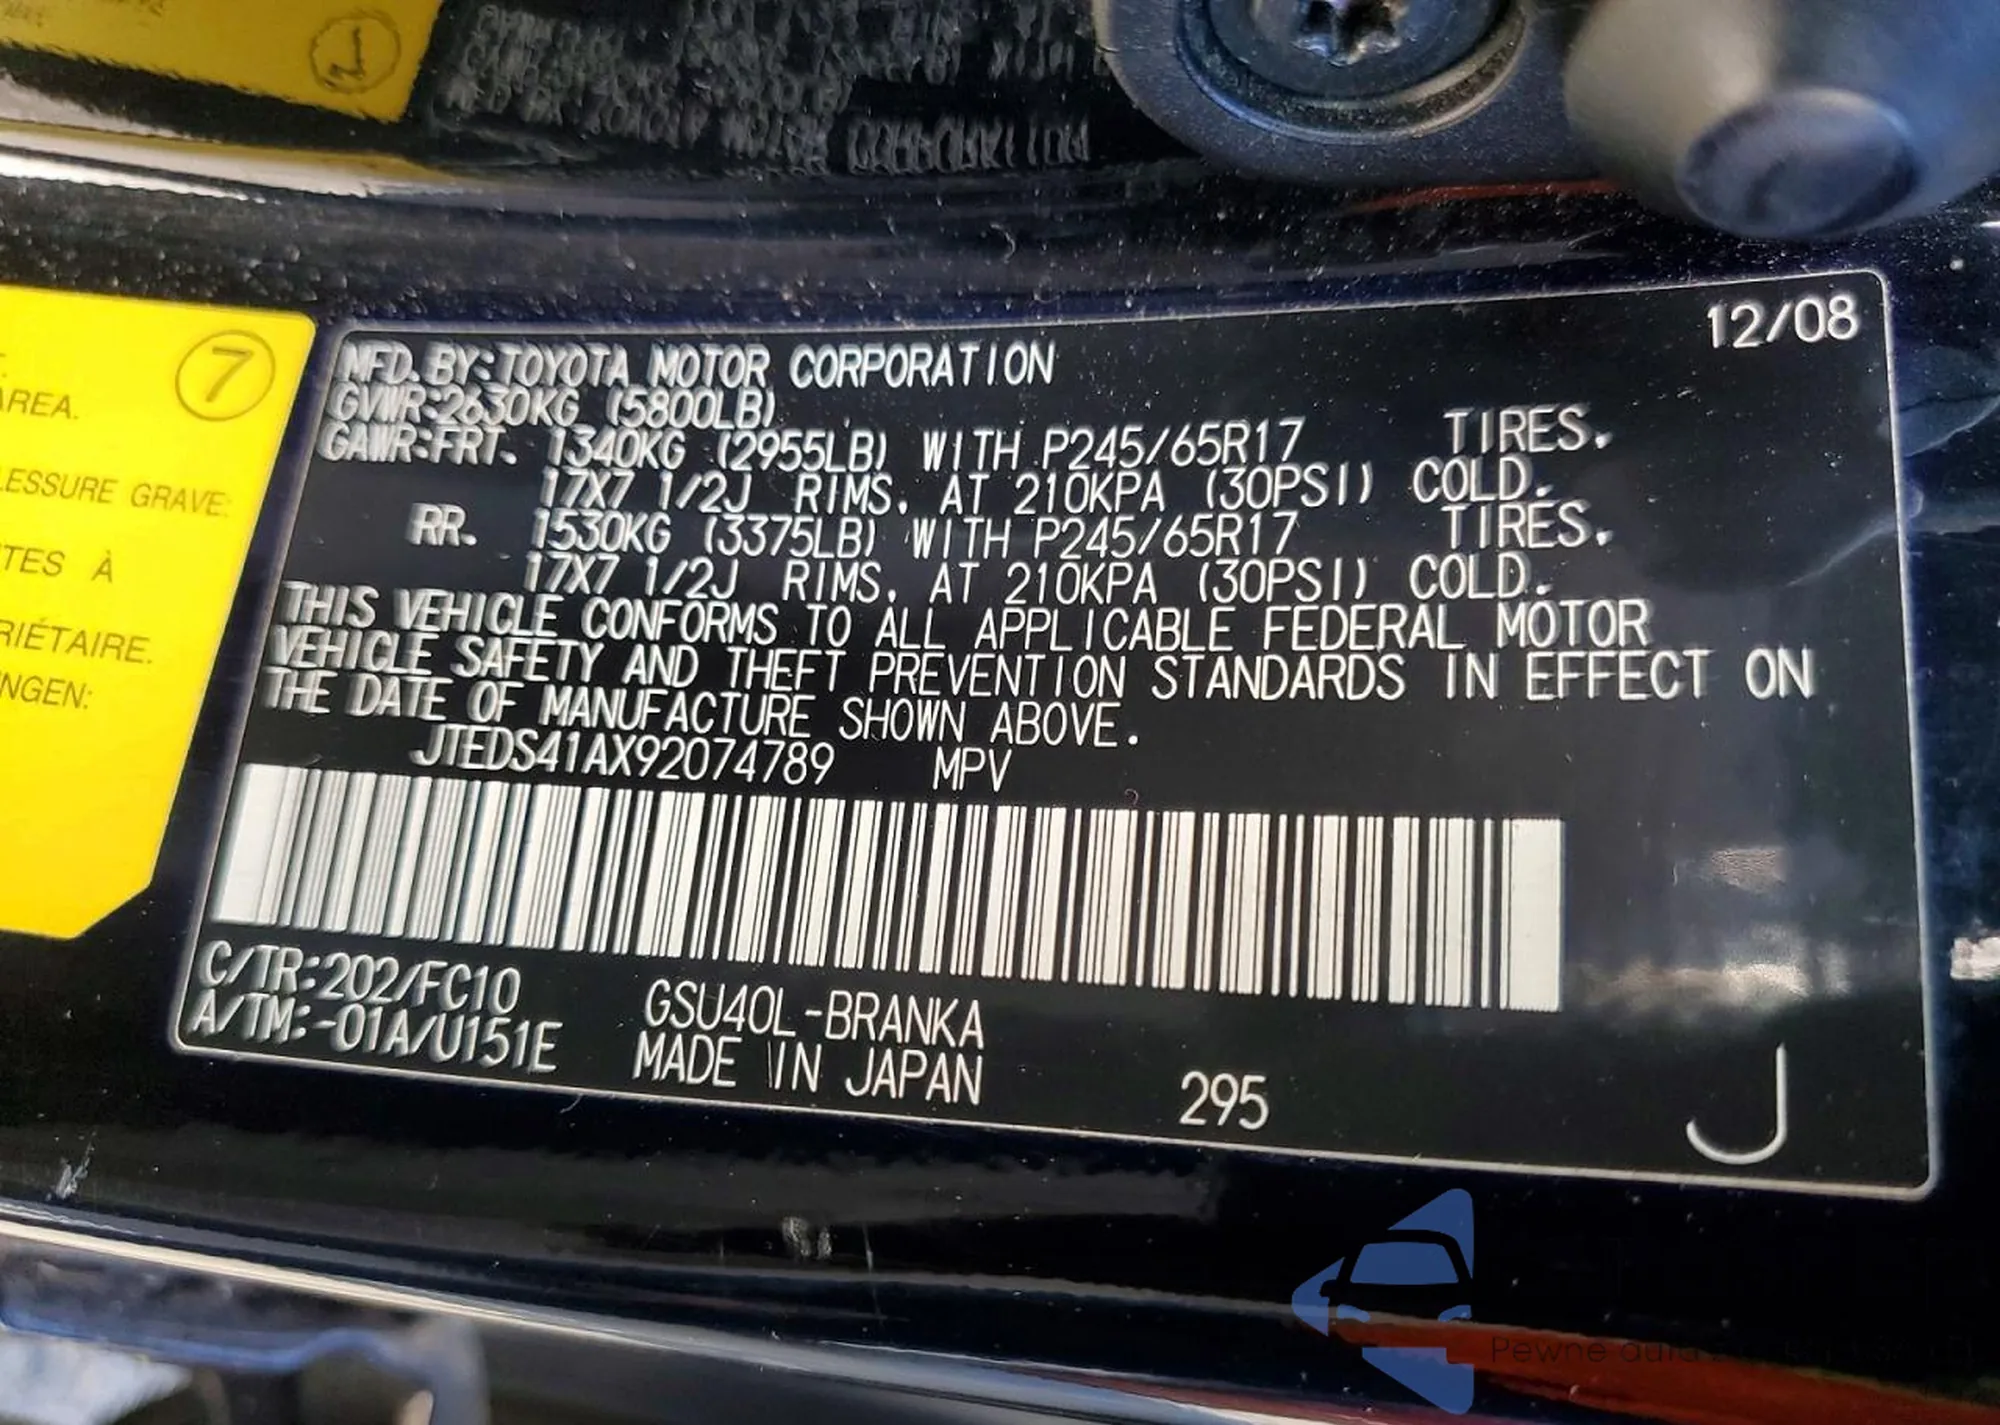 12/08
MFD.BY:TOYOTA MOTOR CORPORATION
GVWR:2630KG (5800LB)
GAWR:FRT. 1340KG (2955LB) WITH P245/65R17 TIRES.
17X7 1/2J RIMS. AT 210KPA (30PSI) COLD.
RR. 1530KG (3375LB) WITH P245/65R17 TIRES.
17X7 1/2J RIMS. AT 210KPA (30PSI) COLD.
THIS VEHICLE CONFORMS TO ALL APPLICABLE FEDERAL MOTOR
VEHICLE SAFETY AND THEFT PREVENTION STANDARDS IN EFFECT ON
THE DATE OF MANUFACTURE SHOWN ABOVE.
JTEDS41AX92074789 MPV
C/TR:202/FC10
A/TM:-01A/U151E
GSU40L-BRANKA
MADE IN JAPAN
295
J
7
AREA.
LESSURE GRAVE:
TES À
RIÉTAIRE.
NGEN:
Pewne auta